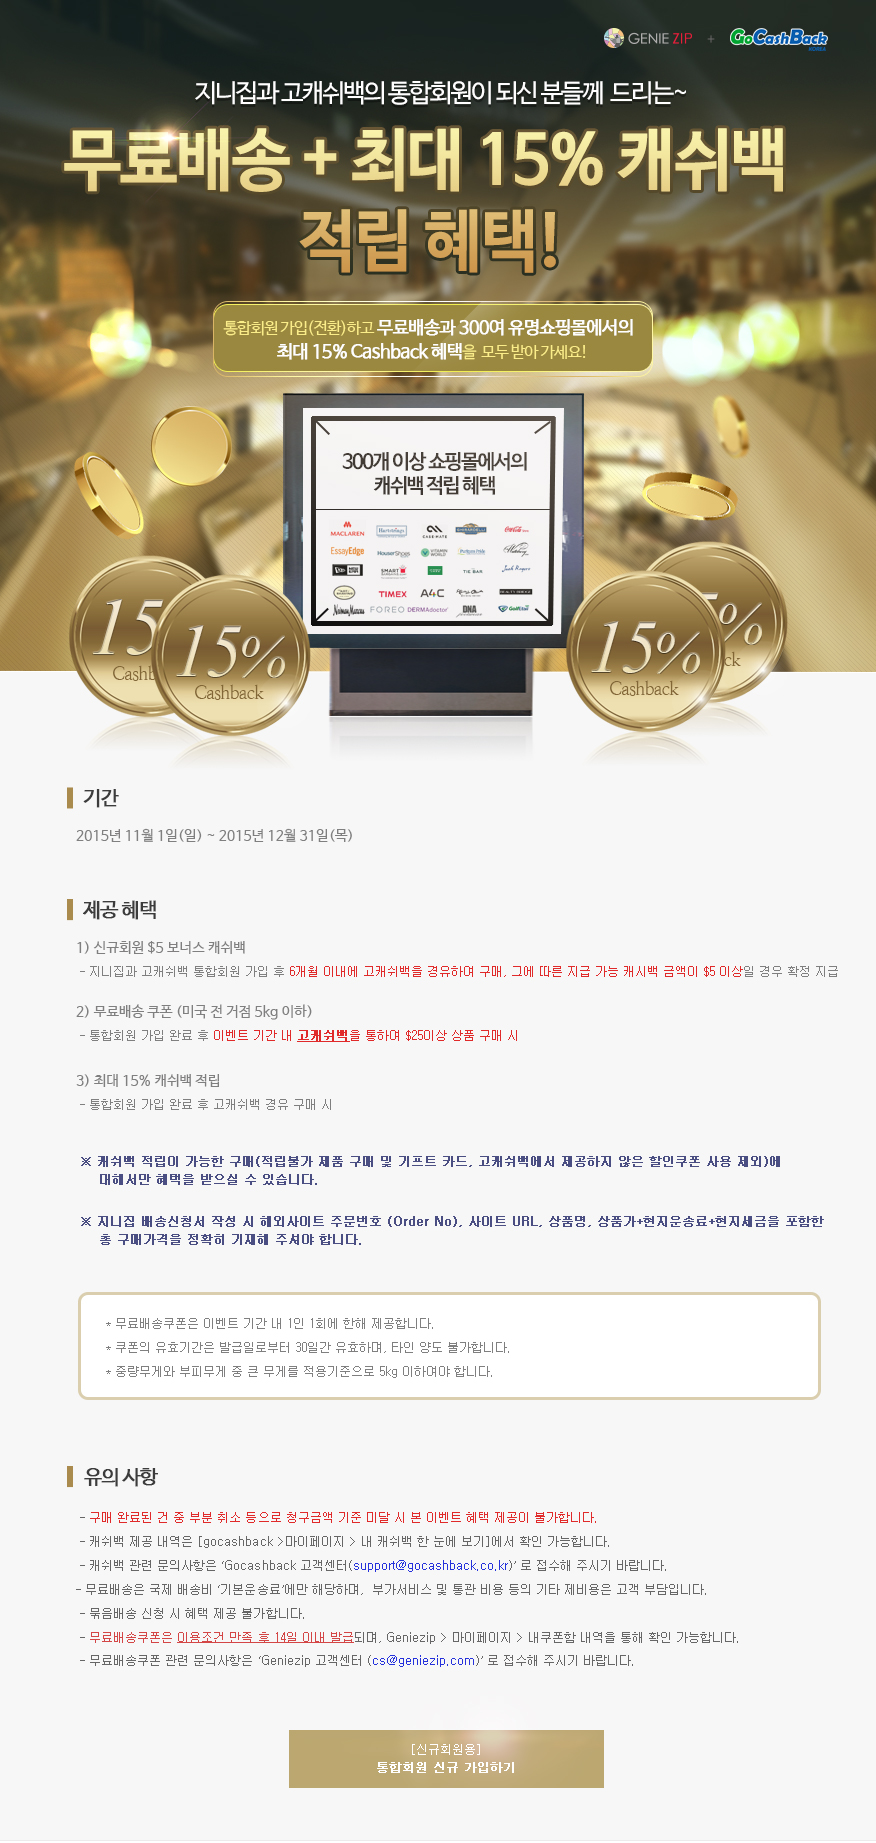 GENIE ZIP + GoCashBack KOREA
지니집과 고캐쉬백의 통합회원이 되신 분들께 드리는~
무료배송 + 최대 15% 캐쉬백
적립 혜택!
통합회원 가입(전환)하고 무료배송과 300여 유명쇼핑몰에서의
최대 15% Cashback 혜택을 모두 받아 가세요!
300개 이상 쇼핑몰에서의
캐쉬백 적립 혜택
MACLAREN CASE-MATE Coca-Cola
EssayEdge HouserShoes VITAMIN WORLD
NEW ERA SMART BARGAINS TIE BAR
TIMEX A4C
Neiman Marcus FOREO DERMAdoctor DNA GolfEtail
15 Cashb
15% Cashback
15% Cashback
5% ck
기간
2015년 11월 1일(일) ~ 2015년 12월 31일(목)
제공 혜택
1) 신규회원 $5 보너스 캐쉬백
- 지니집과 고캐쉬백 통합회원 가입 후 6개월 이내에 고캐쉬백을 경유하여 구매, 그에 따른 지급 가능 캐시백 금액이 $5 이상일 경우 확정 지급
2) 무료배송 쿠폰 (미국 전 거점 5kg 이하)
- 통합회원 가입 완료 후 이벤트 기간 내 고캐쉬백을 통하여 $25이상 상품 구매 시
3) 최대 15% 캐쉬백 적립
- 통합회원 가입 완료 후 고캐쉬백 경유 구매 시
※ 캐쉬백 적립이 가능한 구매(적립불가 제품 구매 및 기프트 카드, 고캐쉬백에서 제공하지 않은 할인쿠폰 사용 제외)에
대해서만 혜택을 받으실 수 있습니다.
※ 지니집 배송신청서 작성 시 해외사이트 주문번호 (Order No), 사이트 URL, 상품명, 상품가+현지운송료+현지세금을 포함한
총 구매가격을 정확히 기재해 주셔야 합니다.
* 무료배송쿠폰은 이벤트 기간 내 1인 1회에 한해 제공합니다.
* 쿠폰의 유효기간은 발급일로부터 30일간 유효하며, 타인 양도 불가합니다.
* 중량무게와 부피무게 중 큰 무게를 적용기준으로 5kg 이하여야 합니다.
유의 사항
- 구매 완료된 건 중 부분 취소 등으로 청구금액 기준 미달 시 본 이벤트 혜택 제공이 불가합니다.
- 캐쉬백 제공 내역은 [gocashback >마이페이지 > 내 캐쉬백 한 눈에 보기]에서 확인 가능합니다.
- 캐쉬백 관련 문의사항은 ‘Gocashback 고객센터(support@gocashback.co.kr)’ 로 접수해 주시기 바랍니다.
- 무료배송은 국제 배송비 ‘기본운송료’에만 해당하며, 부가서비스 및 통관 비용 등의 기타 제비용은 고객 부담입니다.
- 묶음배송 신청 시 혜택 제공 불가합니다.
- 무료배송쿠폰은 이용조건 만족 후 14일 이내 발급되며, Geniezip > 마이페이지 > 내쿠폰함 내역을 통해 확인 가능합니다.
- 무료배송쿠폰 관련 문의사항은 ‘Geniezip 고객센터 (cs@geniezip.com)’ 로 접수해 주시기 바랍니다.
[신규회원용]
통합회원 신규 가입하기